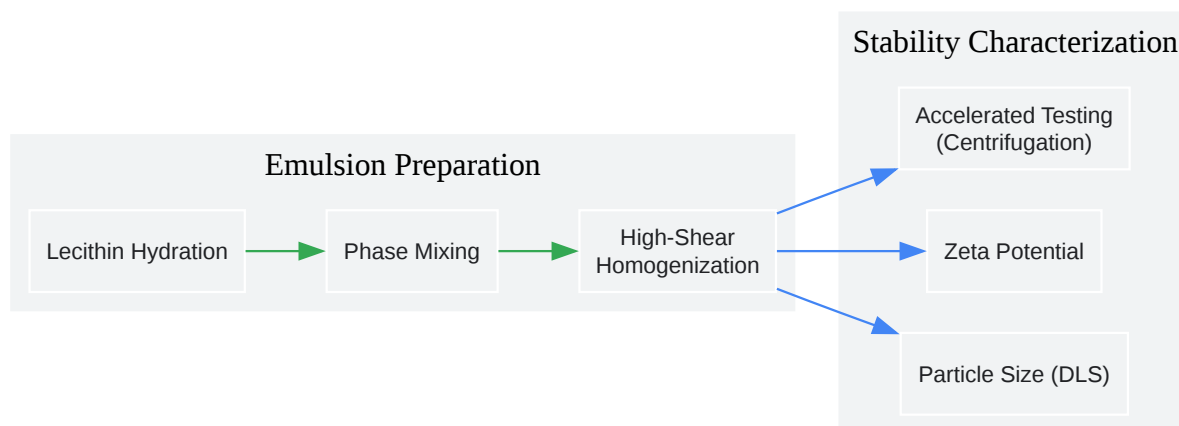 Emulsion Preparation
Lecithin Hydration
Phase Mixing
High-Shear
Homogenization
Stability Characterization
Accelerated Testing
(Centrifugation)
Zeta Potential
Particle Size (DLS)